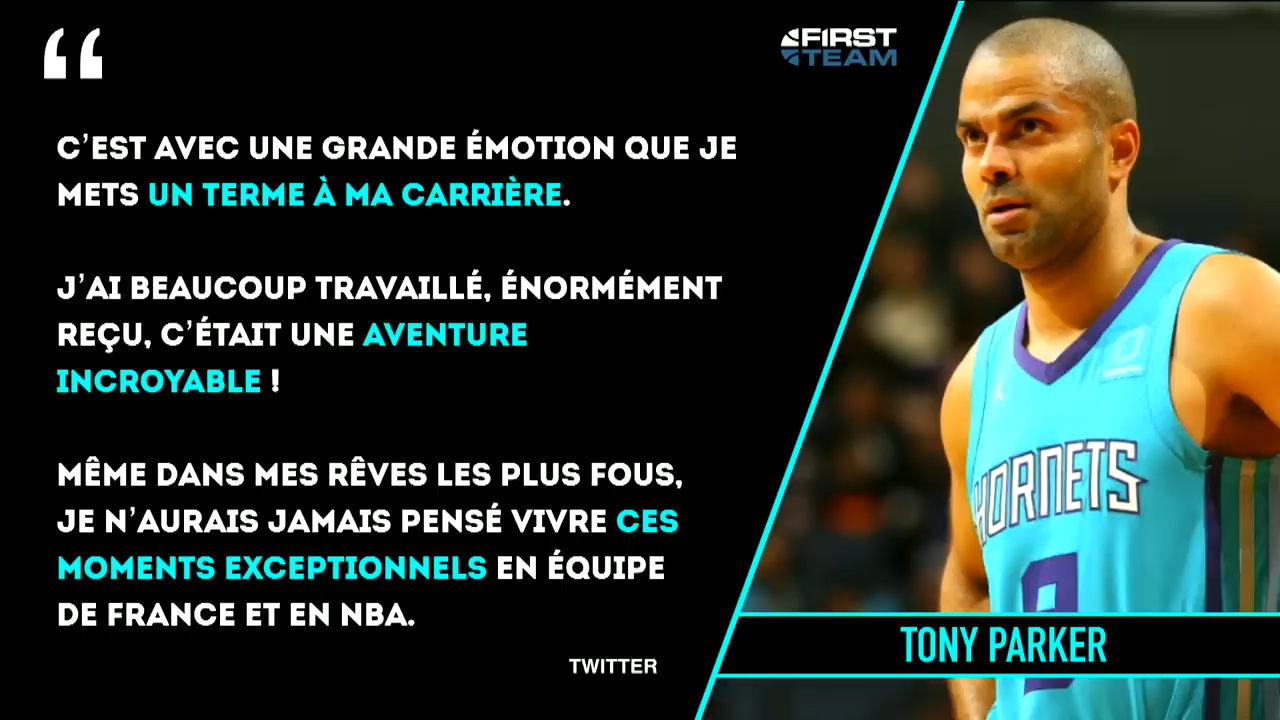 “
FIRST
TEAM
C’EST AVEC UNE GRANDE ÉMOTION QUE JE
METS UN TERME À MA CARRIÈRE.
J’AI BEAUCOUP TRAVAILLÉ, ÉNORMÉMENT
REÇU, C’ÉTAIT UNE AVENTURE
INCROYABLE !
MÊME DANS MES RÊVES LES PLUS FOUS,
JE N’AURAIS JAMAIS PENSÉ VIVRE CES
MOMENTS EXCEPTIONNELS EN ÉQUIPE
DE FRANCE ET EN NBA.
TWITTER
HORNETS
9
TONY PARKER